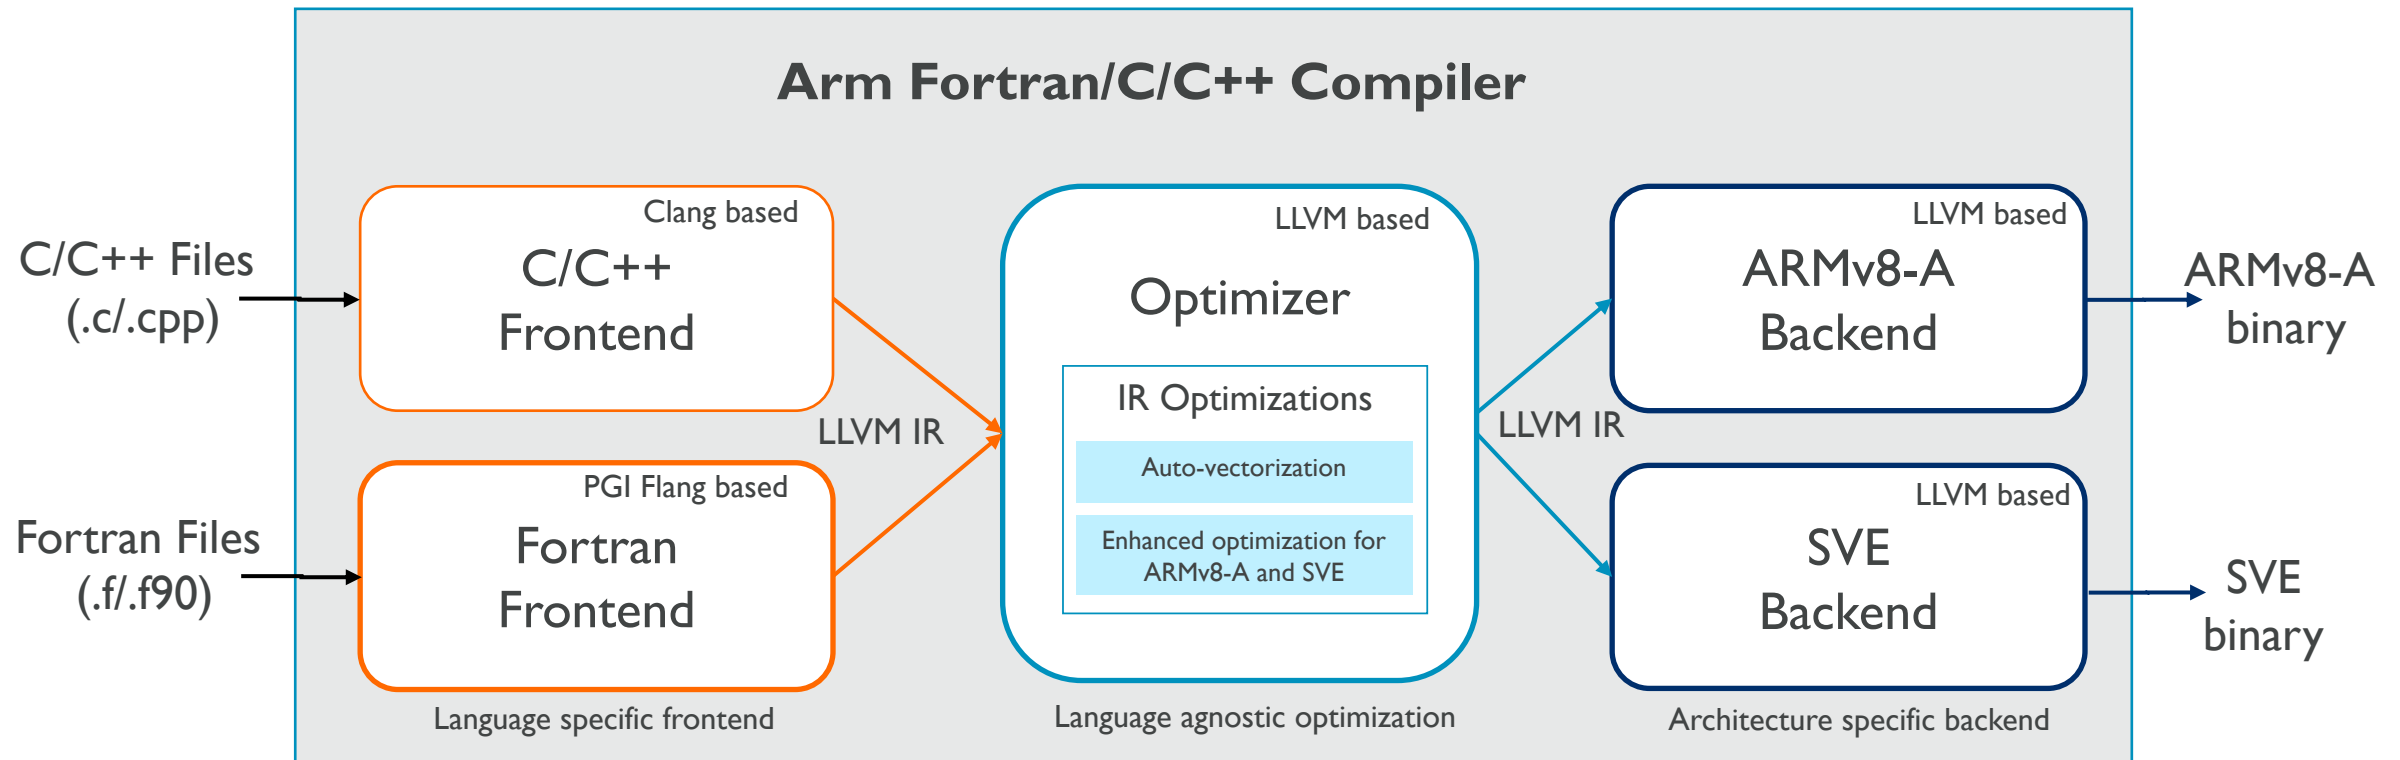 Arm Fortran/C/C++ Compiler
C/C++ Files
(.c/.cpp)
Fortran Files
(.f/.f90)
Clang based
C/C++
Frontend
PGI Flang based
Fortran
Frontend
Language specific frontend
LLVM IR
LLVM based
Optimizer
IR Optimizations
Auto-vectorization
Enhanced optimization for
ARMv8-A and SVE
Language agnostic optimization
LLVM IR
LLVM based
ARMv8-A
Backend
LLVM based
SVE
Backend
Architecture specific backend
ARMv8-A
binary
SVE
binary